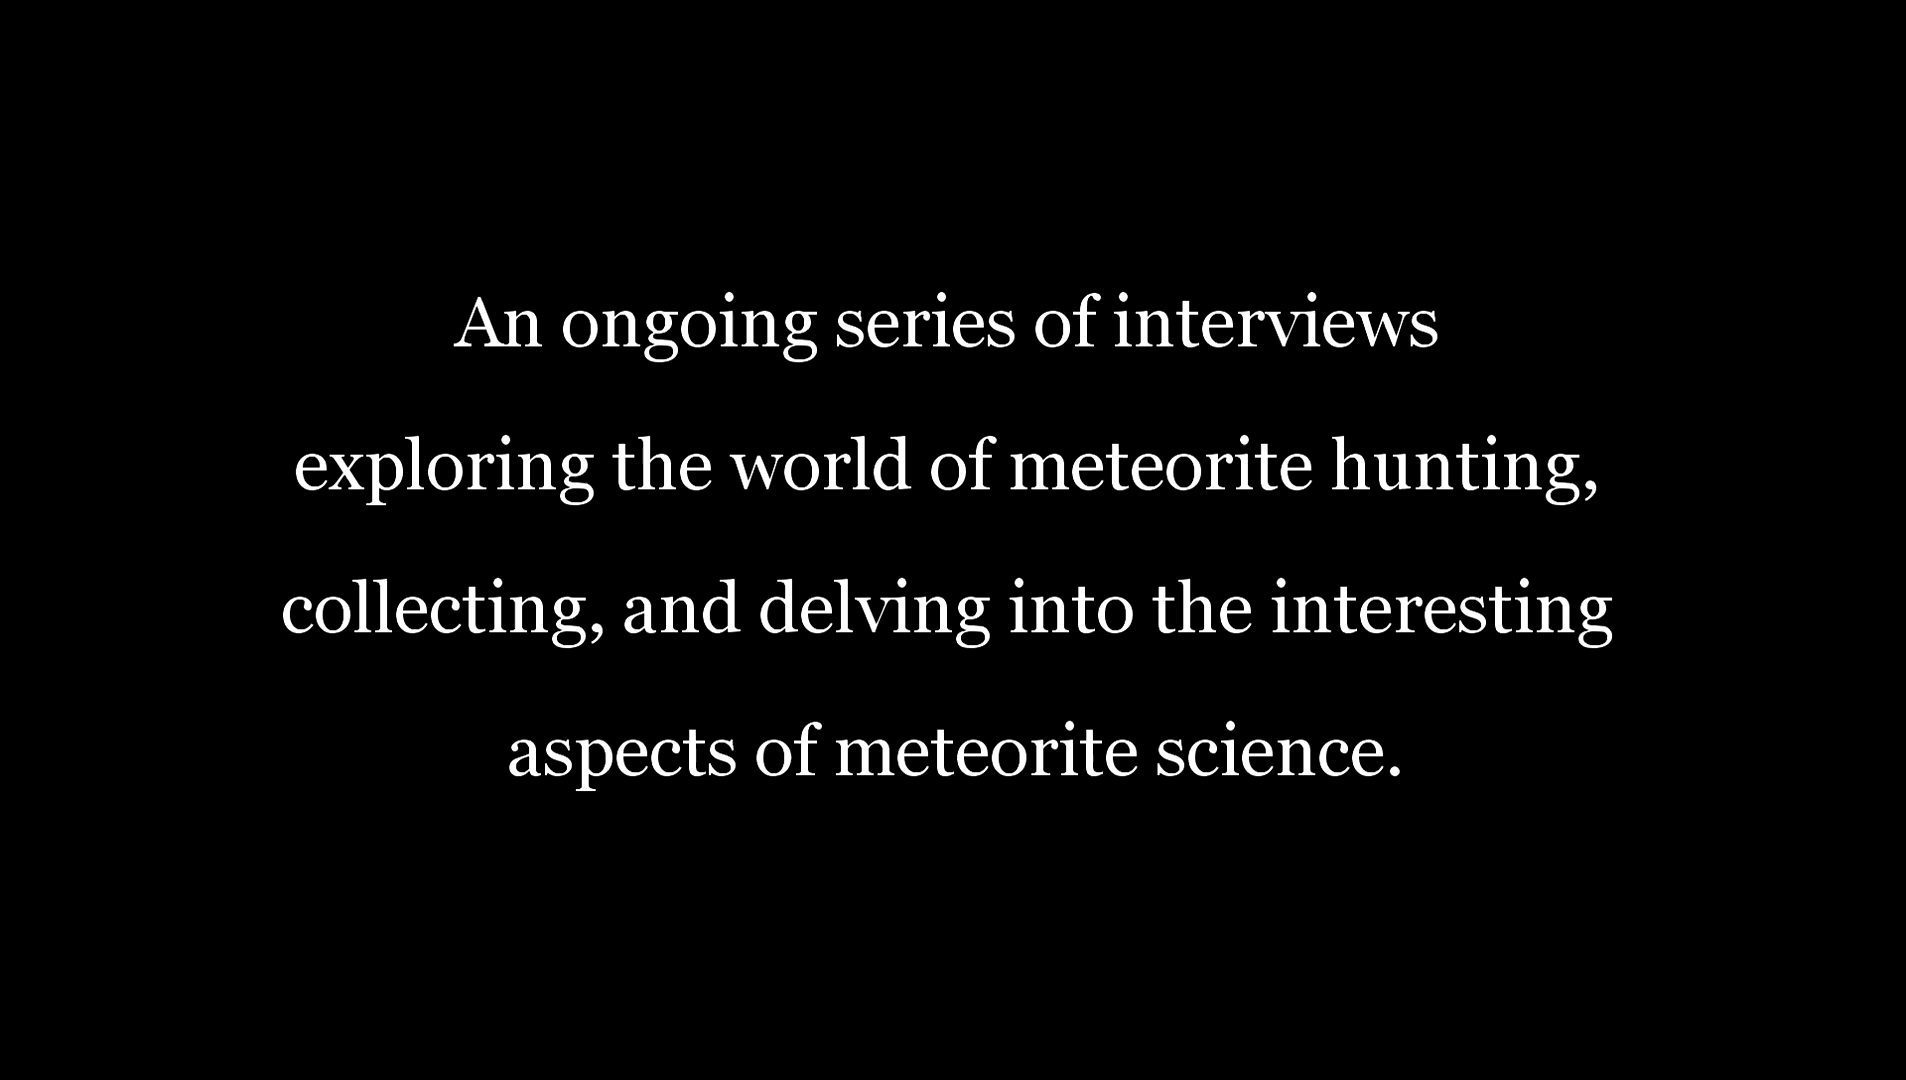 An ongoing series of interviews
exploring the world of meteorite hunting,
collecting, and delving into the interesting
aspects of meteorite science.